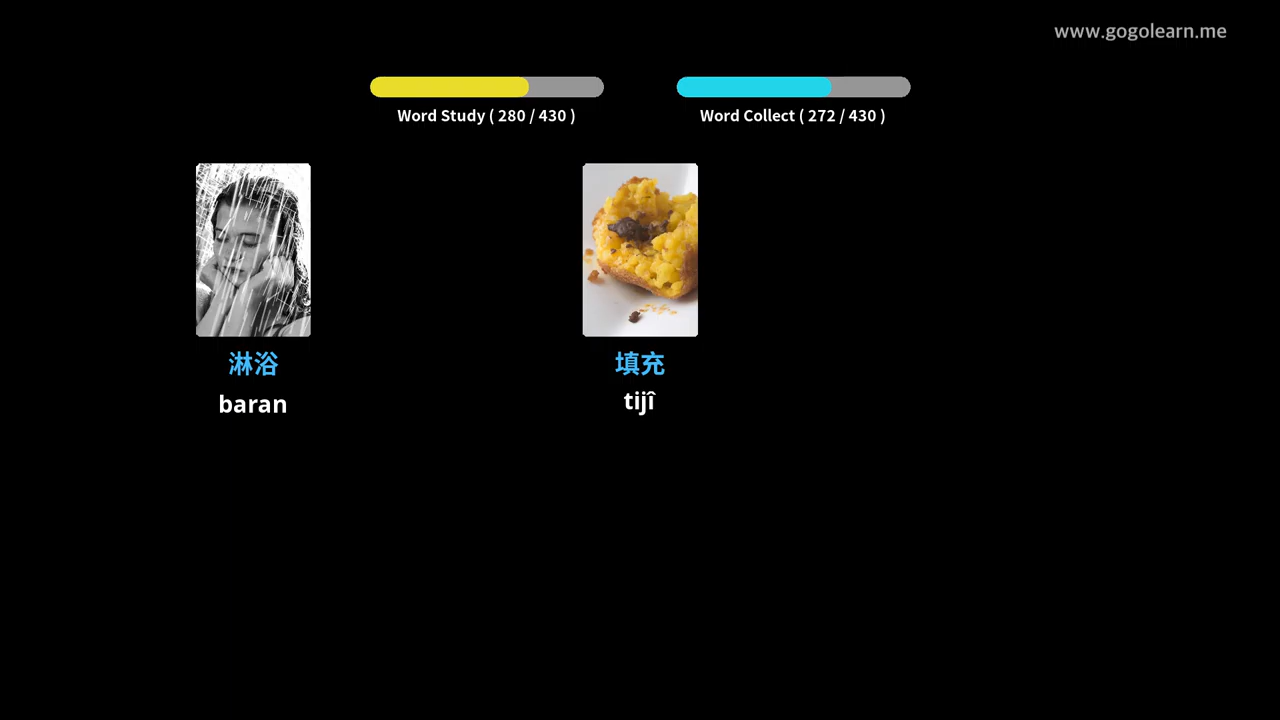 www.gogolearn.me
Word Study ( 280 / 430 )
Word Collect ( 272 / 430 )
淋浴
baran
填充
tijî